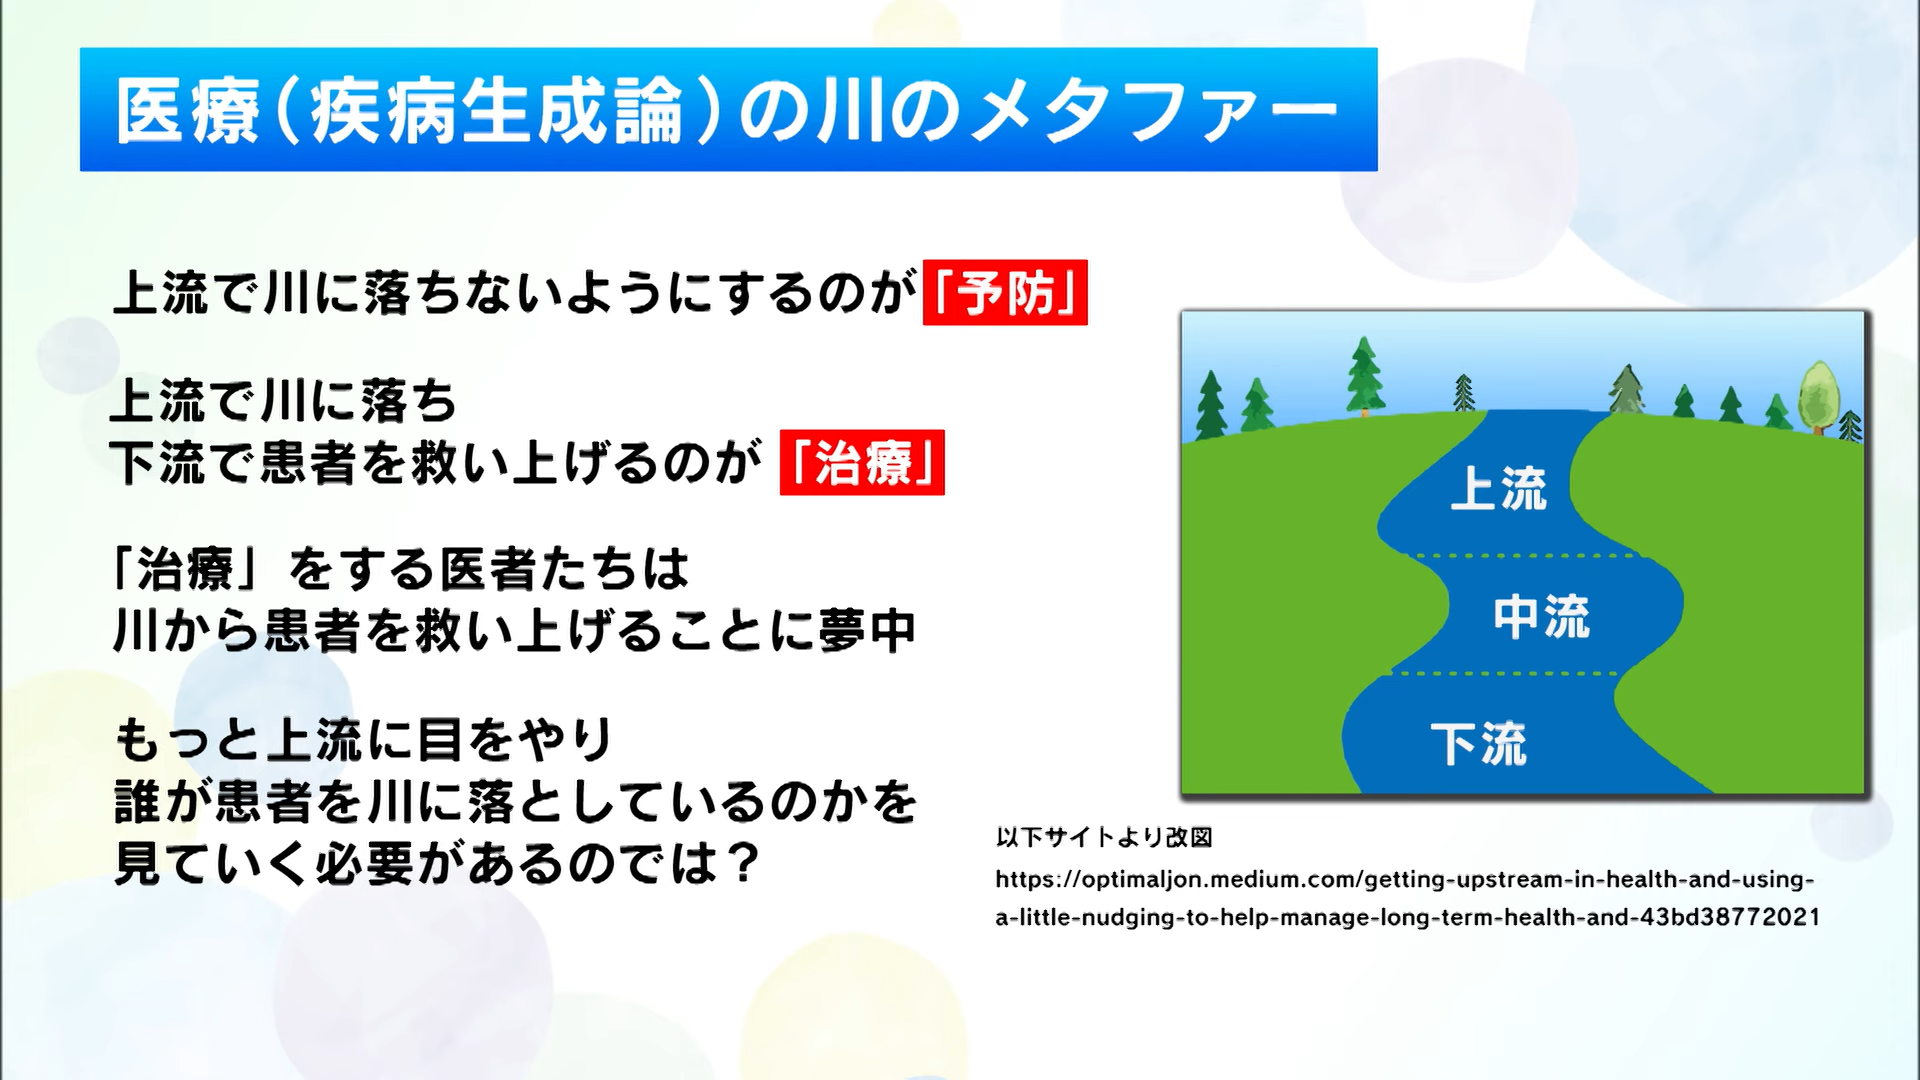 医療(疾病生成論)の川のメタファー
上流で川に落ちないようにするのが「予防」
上流で川に落ち
下流で患者を救い上げるのが「治療」
「治療」をする医者たちは
川から患者を救い上げることに夢中
もっと上流に目をやり
誰が患者を川に落としているのかを
見ていく必要があるのでは？
上流
中流
下流
以下サイトより改図
https://optimaljon.medium.com/getting-upstream-in-health-and-using-
a-little-nudging-to-help-manage-long-term-health-and-43bd38772021